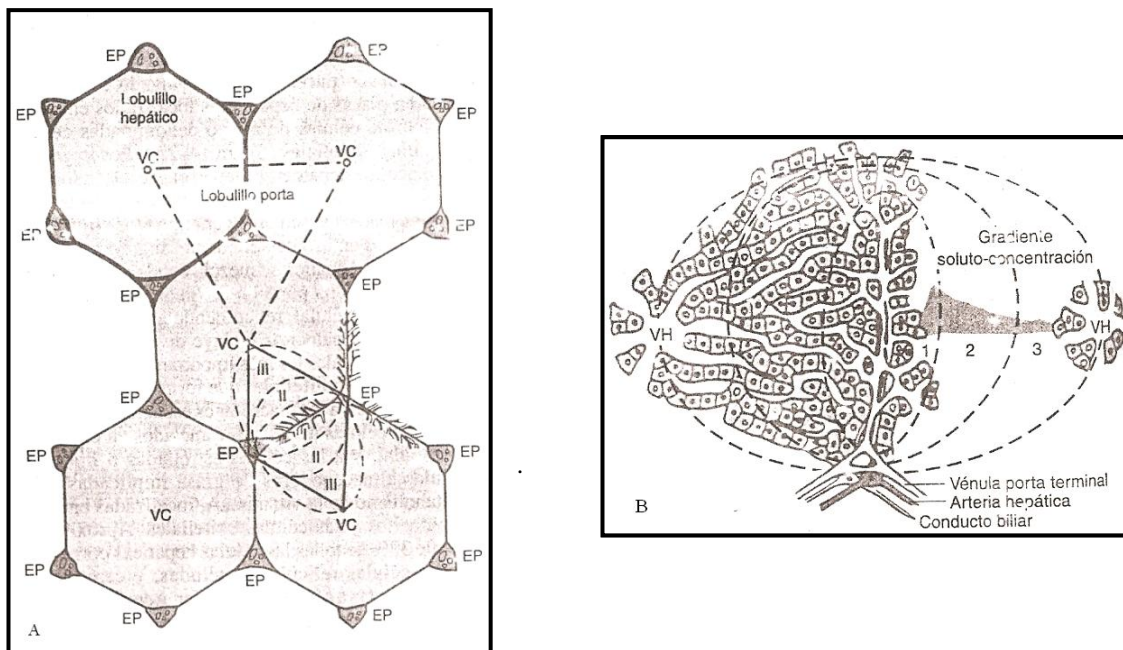 EP
EP
EP
EP
EP
Lobulillo
hepático
VC
VC
Lobulillo porta
EP
EP
EP
EP
VC
III
II
EP
I
EP
II
III
EP
VC
VC
EP
EP
EP
EP
EP
A
Gradiente
soluto-concentración
VH
VH
1
2
3
Vénula porta terminal
Arteria hepática
Conducto biliar
B